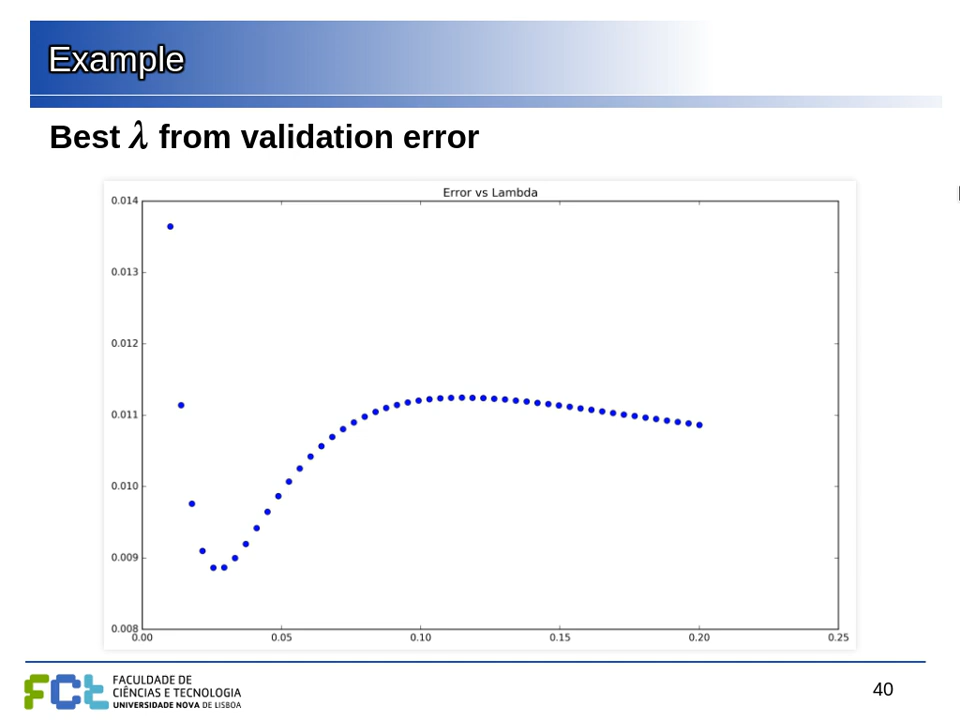 Example
Best λ from validation error
Error vs Lambda
0.014
0.013
0.012
0.011
0.010
0.009
0.008
0.00 0.05 0.10 0.15 0.20 0.25
FCt FACULDADE DE
CIÊNCIAS E TECNOLOGIA
UNIVERSIDADE NOVA DE LISBOA
40